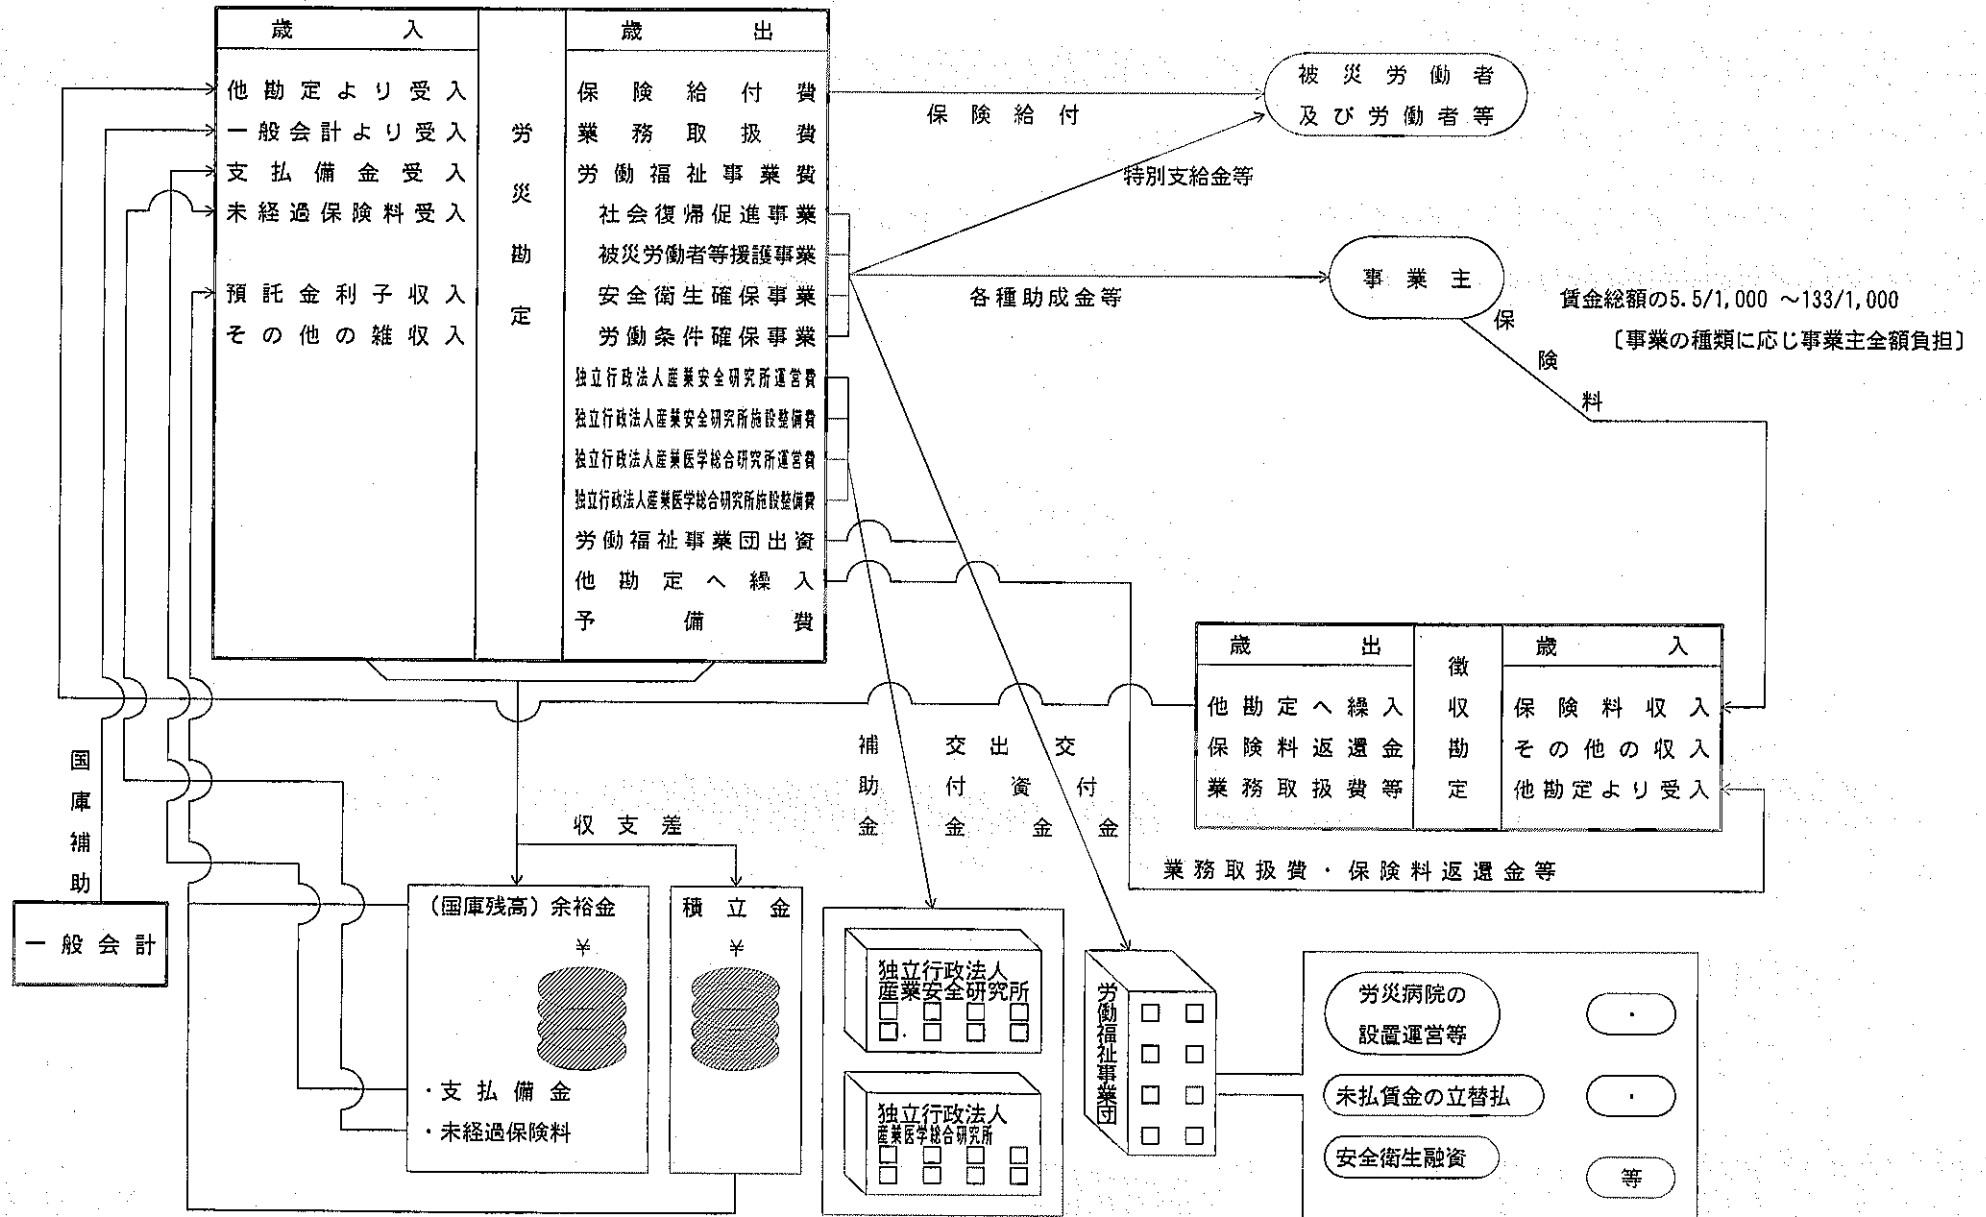 歳入
他勘定より受入
一般会計より受入
支払備金受入
未経過保険料受入
預託金利子収入
その他の雑収入
労災勘定
歳出
保険給付費
業務取扱費
労働福祉事業費
社会復帰促進事業
被災労働者等援護事業
安全衛生確保事業
労働条件確保事業
独立行政法人産業安全研究所運営費
独立行政法人産業安全研究所施設整備費
独立行政法人産業医学総合研究所運営費
独立行政法人産業医学総合研究所施設整備費
労働福祉事業団出資
他勘定へ繰入
予備費
保険給付
被災労働者
及び労働者等
特別支給金等
各種助成金等
事業主
保険料
賃金総額の5.5/1,000 ～133/1,000
〔事業の種類に応じ事業主全額負担〕
歳出
他勘定へ繰入
保険料返還金
業務取扱費等
徴収勘定
歳入
保険料収入
その他の収入
他勘定より受入
業務取扱費・保険料返還金等
補助金
交付金
出資金
交付金
国庫補助
一般会計
収支差
（国庫残高）余裕金
¥
・支払備金
・未経過保険料
積立金
¥
独立行政法人
産業安全研究所
独立行政法人
産業医学総合研究所
労働福祉事業団
労災病院の
設置運営等
未払賃金の立替払
安全衛生融資
・
・
等